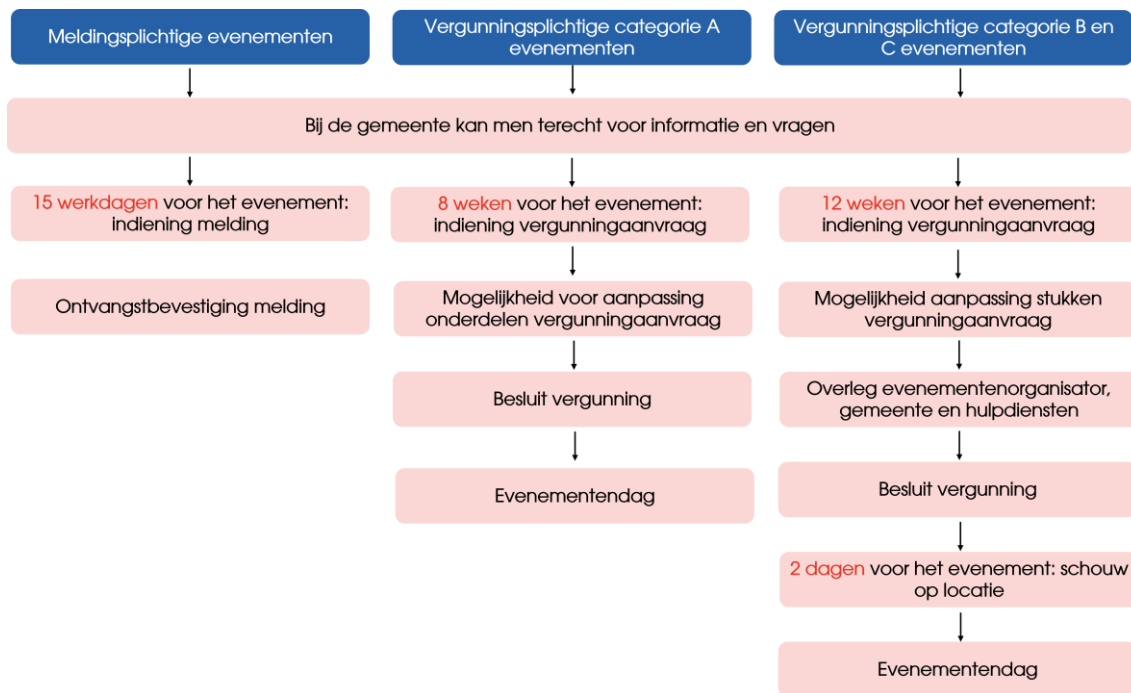 Meldingsplichtige evenementen
Vergunningsplichtige categorie A
evenementen
Vergunningsplichtige categorie B en
C evenementen
Bij de gemeente kan men terecht voor informatie en vragen
15 werkdagen voor het evenement:
indiening melding
8 weken voor het evenement:
indiening vergunningaanvraag
12 weken voor het evenement:
indiening vergunningaanvraag
Ontvangstbevestiging melding
Mogelijkheid voor aanpassing
onderdelen vergunningaanvraag
Mogelijkheid aanpassing stukken
vergunningaanvraag
Besluit vergunning
Overleg evenementenorganisator,
gemeente en hulpdiensten
Evenementendag
Besluit vergunning
2 dagen voor het evenement: schouw
op locatie
Evenementendag